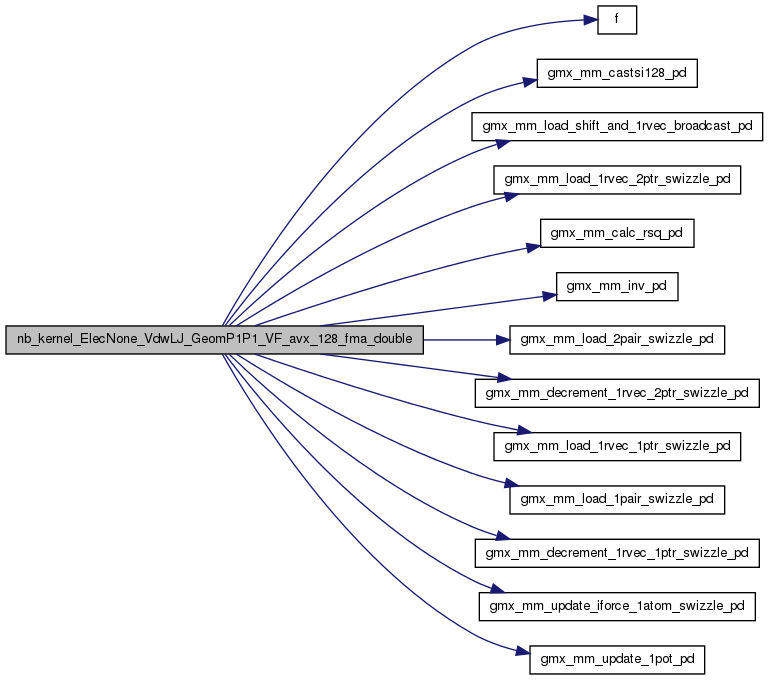 f
gmx_mm_castsi128_pd
gmx_mm_load_shift_and_1rvec_broadcast_pd
gmx_mm_load_1rvec_2ptr_swizzle_pd
gmx_mm_calc_rsq_pd
gmx_mm_inv_pd
nb_kernel_ElecNone_VdwLJ_GeomP1P1_VF_avx_128_fma_double
gmx_mm_load_2pair_swizzle_pd
gmx_mm_decrement_1rvec_2ptr_swizzle_pd
gmx_mm_load_1rvec_1ptr_swizzle_pd
gmx_mm_load_1pair_swizzle_pd
gmx_mm_decrement_1rvec_1ptr_swizzle_pd
gmx_mm_update_iforce_1atom_swizzle_pd
gmx_mm_update_1pot_pd